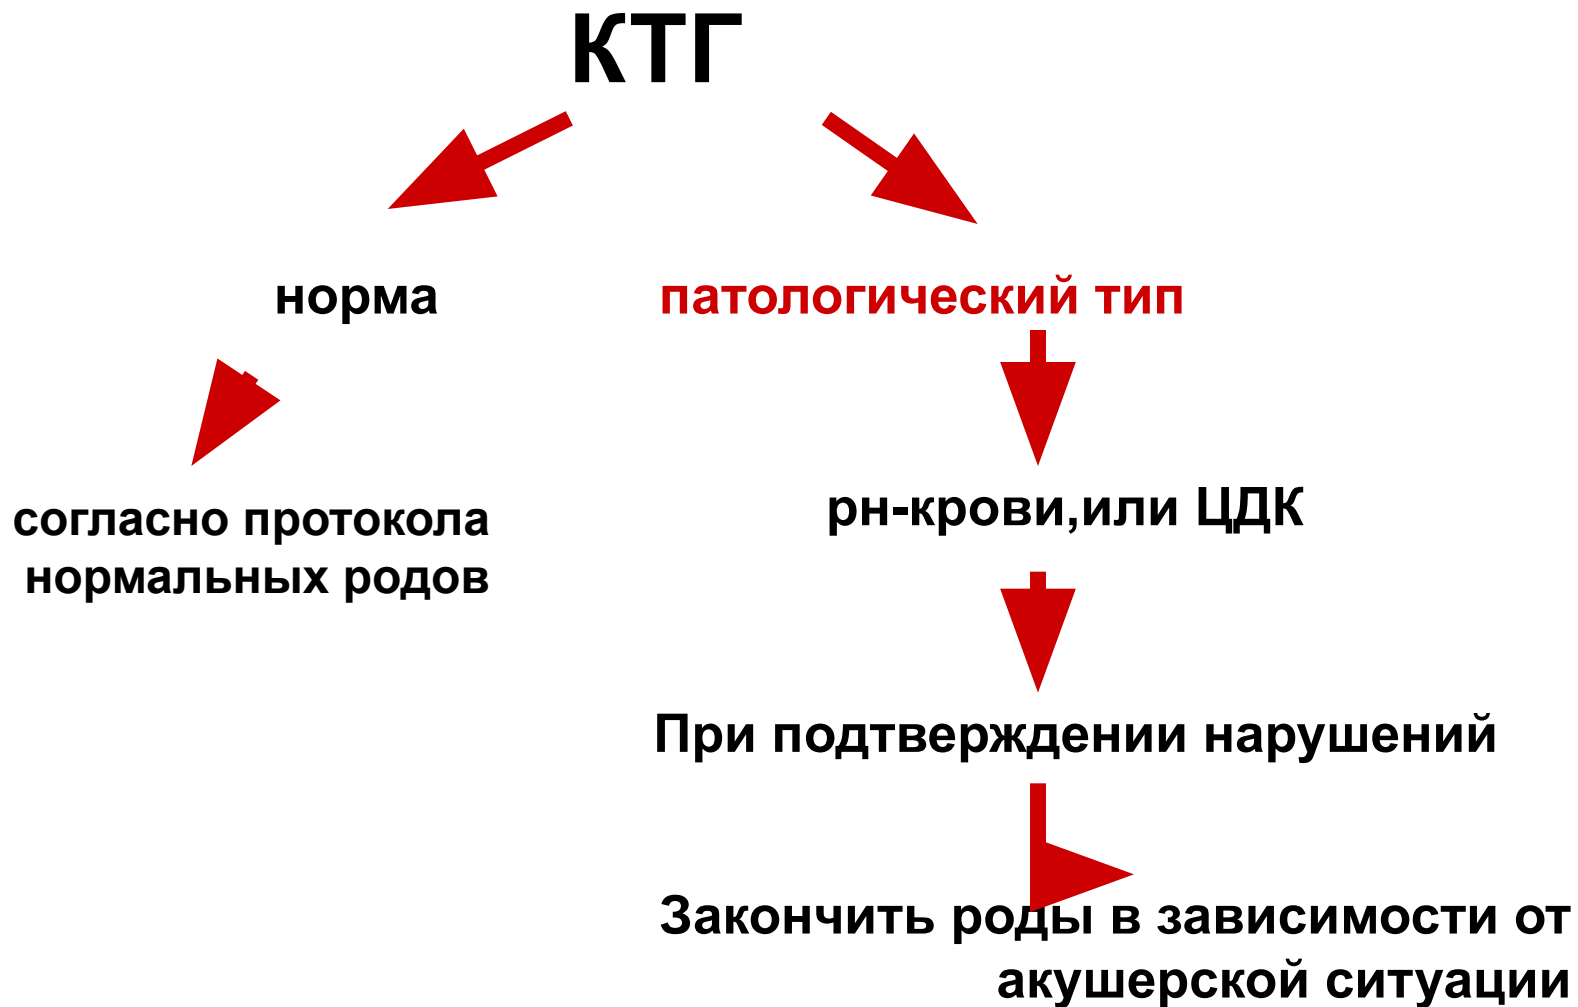 КТГ
норма
патологический тип
согласно протокола
нормальных родов
рн-крови,или ЦДК
При подтверждении нарушений
Закончить роды в зависимости от
акушерской ситуации